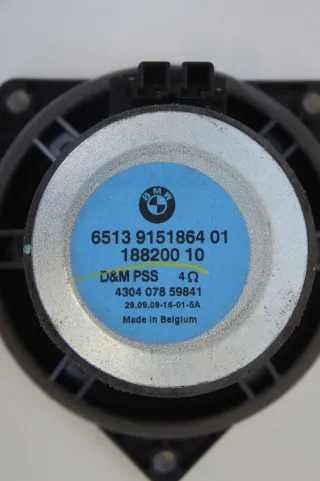 BMW
6513 9151864 01
188200 10
D&M PSS 4Ω
4304 078 59841
29.09.09-16-01-5A
Made in Belgium